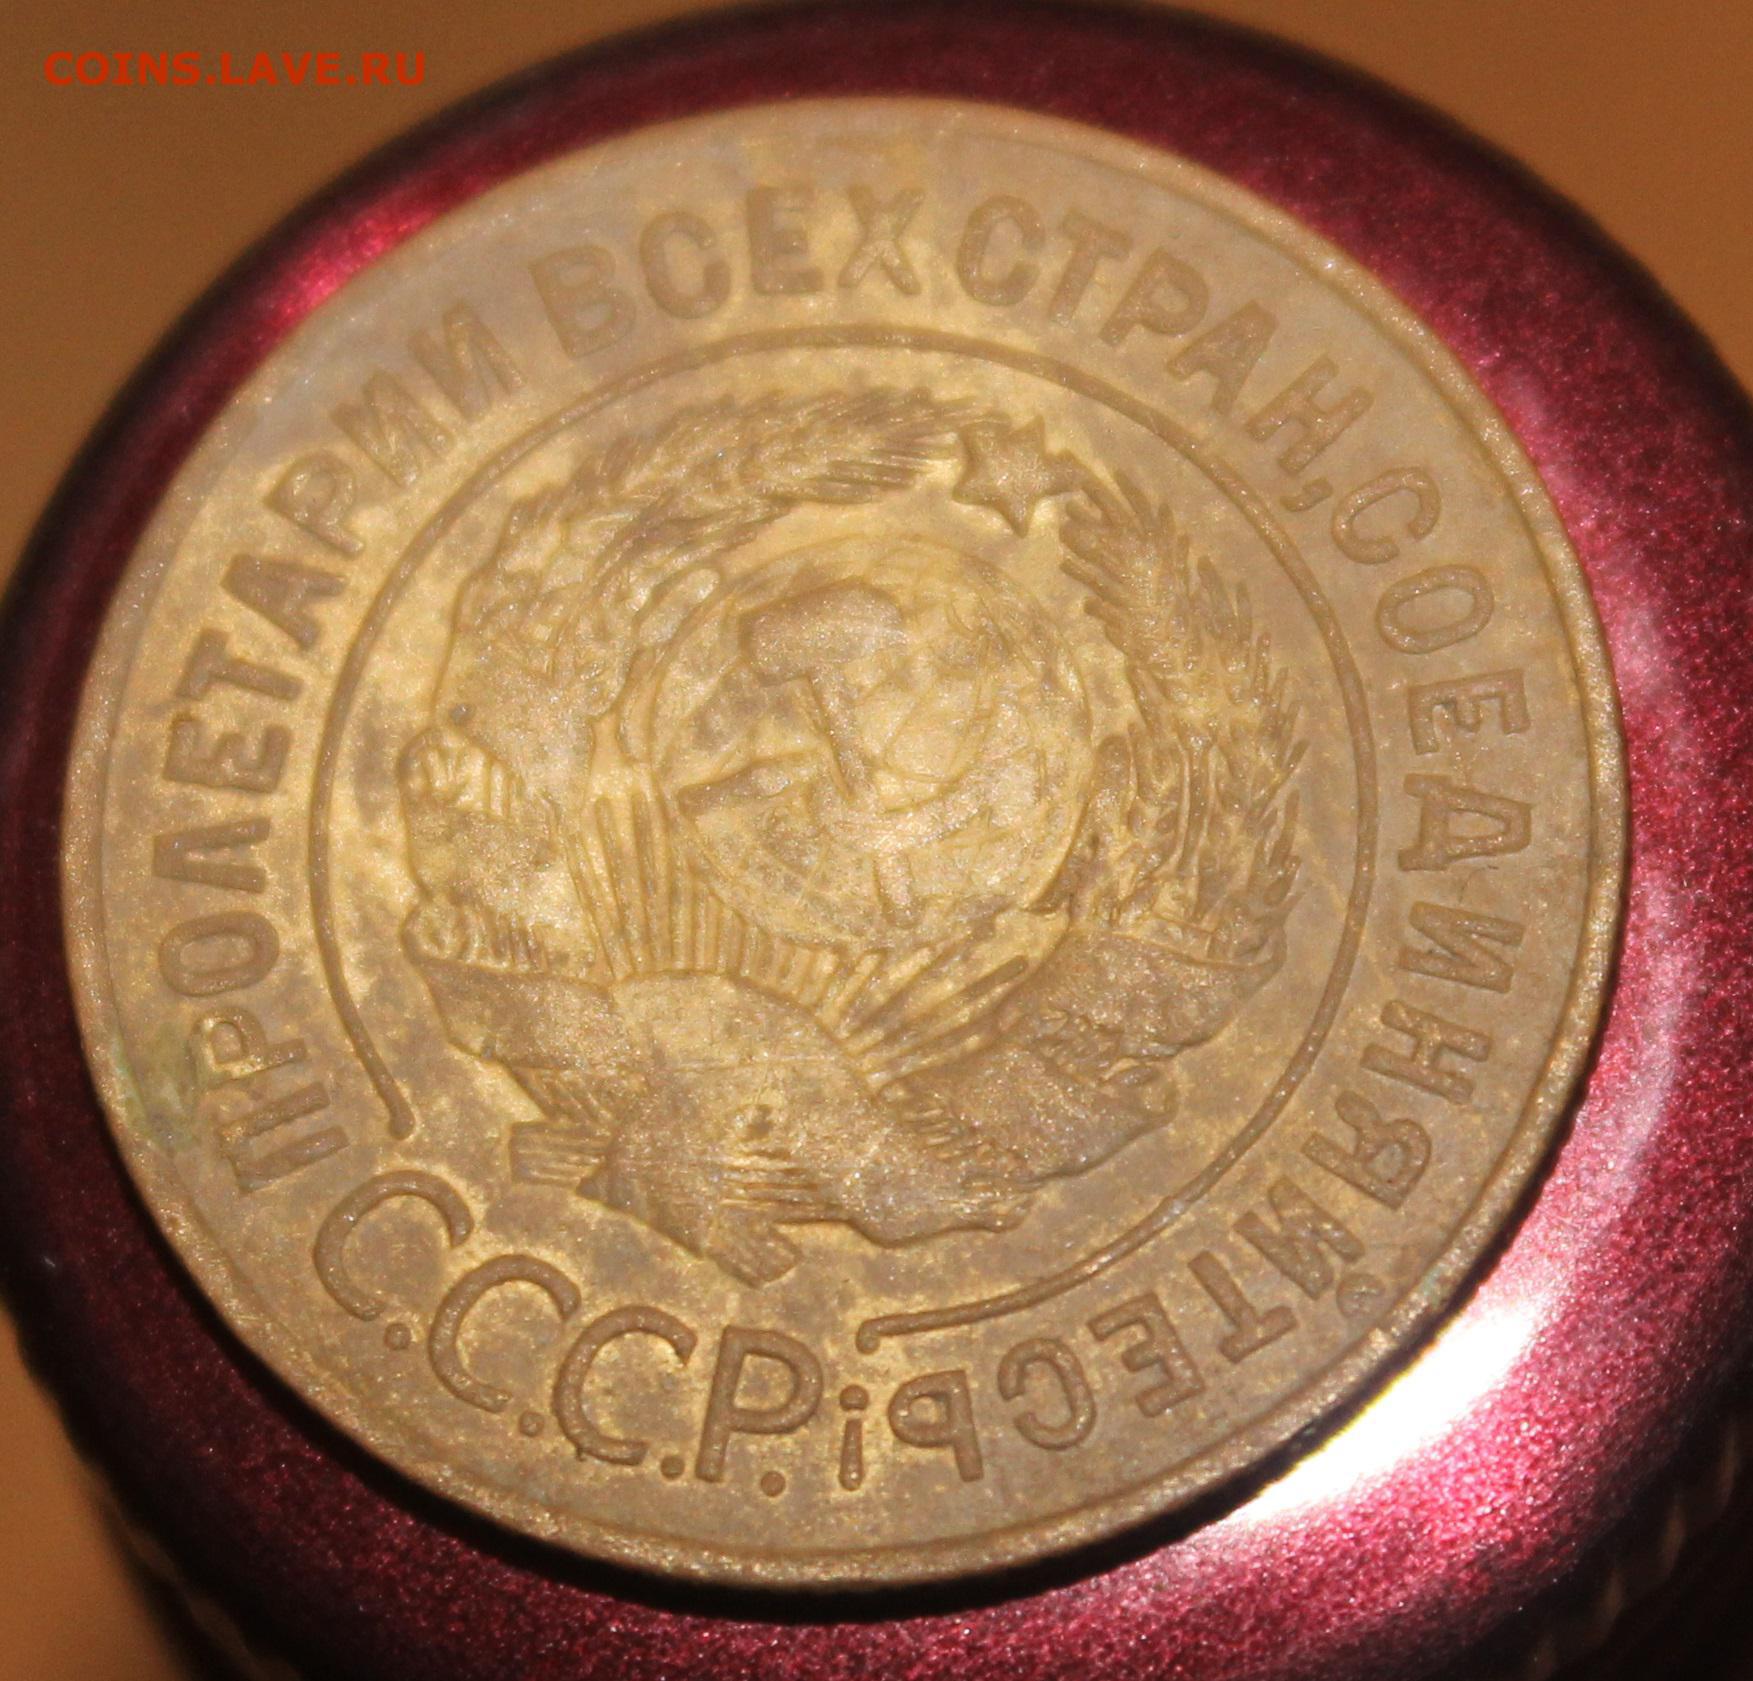 COINS.LAVE.RU
ПРОЛЕТАРИИ ВСЕХ СТРАН, СОЕДИНЯЙТЕСЬ!
С.С.С.Р.